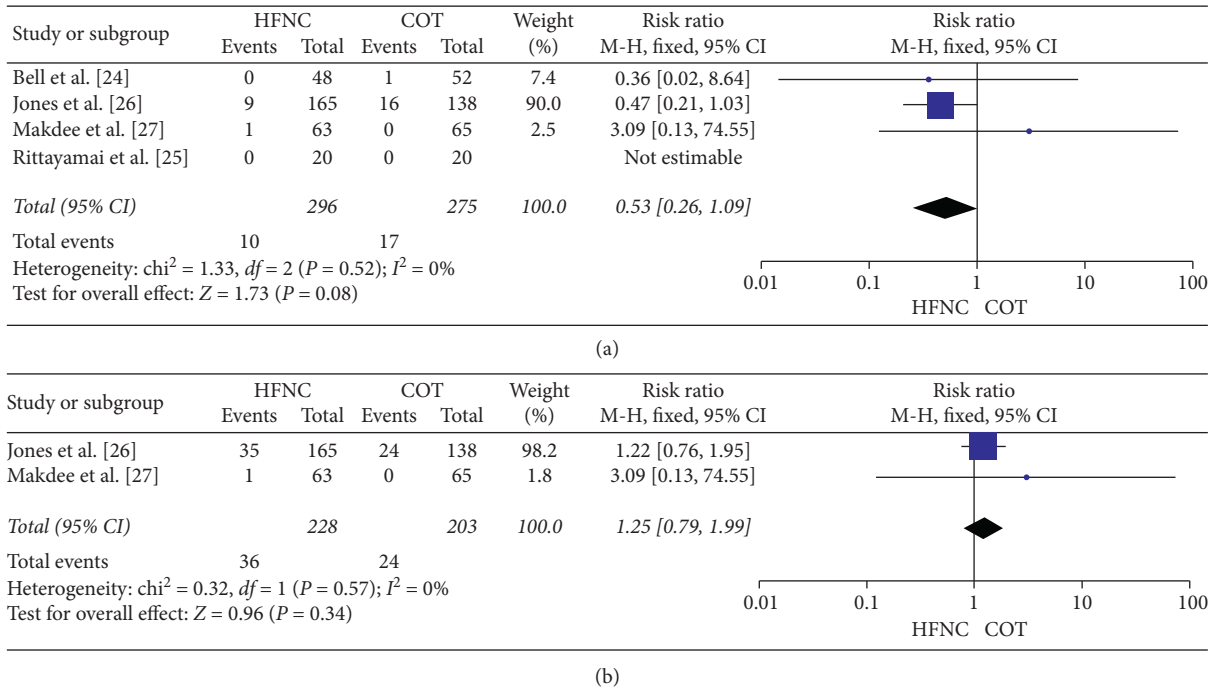 Study or subgroup HFNC COT Weight Risk ratio Risk ratio
Events Total Events Total (%) M-H, fixed, 95% CI M-H, fixed, 95% CI
Bell et al. [24] 0 48 1 52 7.4 0.36 [0.02, 8.64]
Jones et al. [26] 9 165 16 138 90.0 0.47 [0.21, 1.03]
Makdee et al. [27] 1 63 0 65 2.5 3.09 [0.13, 74.55]
Rittayamai et al. [25] 0 20 0 20 Not estimable
Total (95% CI) 296 275 100.0 0.53 [0.26, 1.09]
Total events 10 17
Heterogeneity: chi² = 1.33, df = 2 (P = 0.52); I² = 0%
Test for overall effect: Z = 1.73 (P = 0.08)
0.01 0.1 1 10 100
HFNC COT
(a)
Study or subgroup HFNC COT Weight Risk ratio Risk ratio
Events Total Events Total (%) M-H, fixed, 95% CI M-H, fixed, 95% CI
Jones et al. [26] 35 165 24 138 98.2 1.22 [0.76, 1.95]
Makdee et al. [27] 1 63 0 65 1.8 3.09 [0.13, 74.55]
Total (95% CI) 228 203 100.0 1.25 [0.79, 1.99]
Total events 36 24
Heterogeneity: chi² = 0.32, df = 1 (P = 0.57); I² = 0%
Test for overall effect: Z = 0.96 (P = 0.34)
0.01 0.1 1 10 100
HFNC COT
(b)